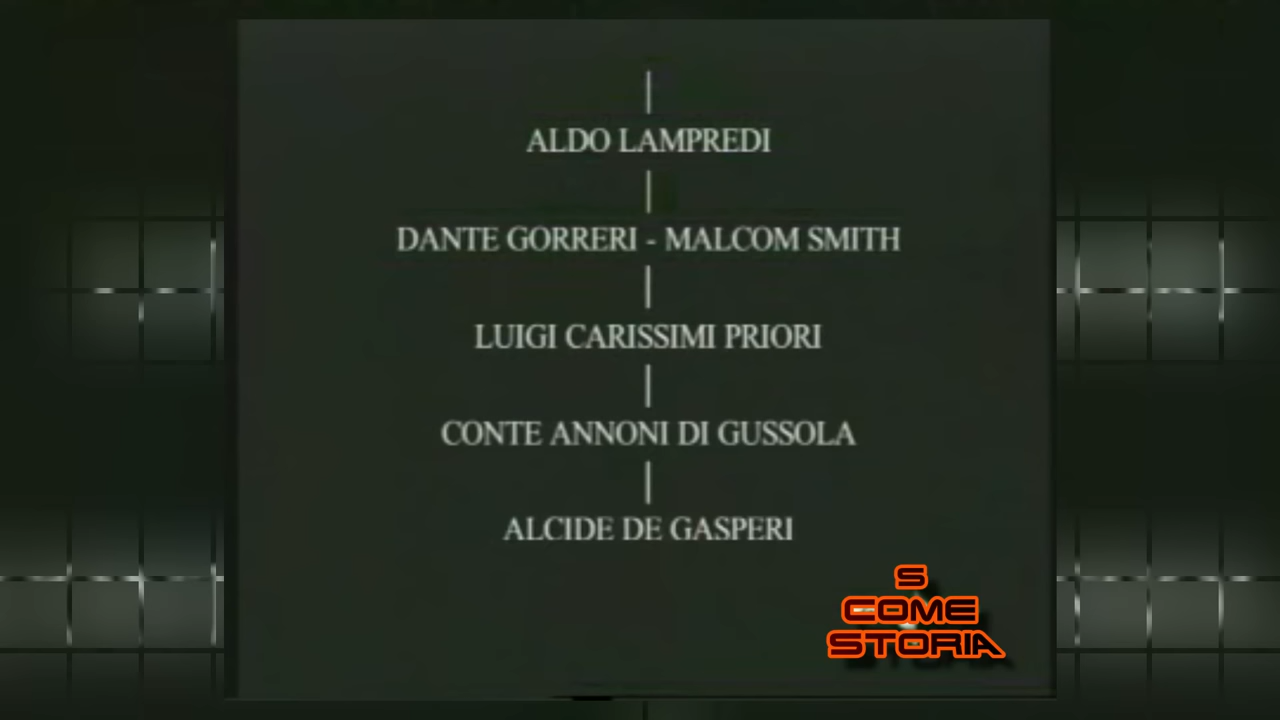 ALDO LAMPREDI
DANTE GORRERI - MALCOM SMITH
LUIGI CARISSIMI PRIORI
CONTE ANNONI DI GUSSOLA
ALCIDE DE GASPERI
S
COME
STORIA